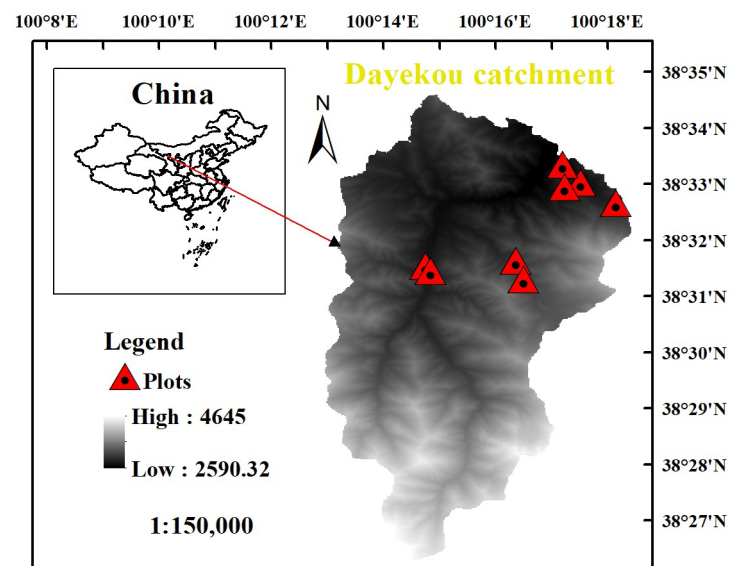 100°8'E 100°10'E 100°12'E 100°14'E 100°16'E 100°18'E
38°35'N
Dayekou catchment
China
N
38°34'N
38°33'N
38°32'N
38°31'N
Legend
38°30'N
Plots
High : 4645
38°29'N
Low : 2590.32
38°28'N
1:150,000
38°27'N